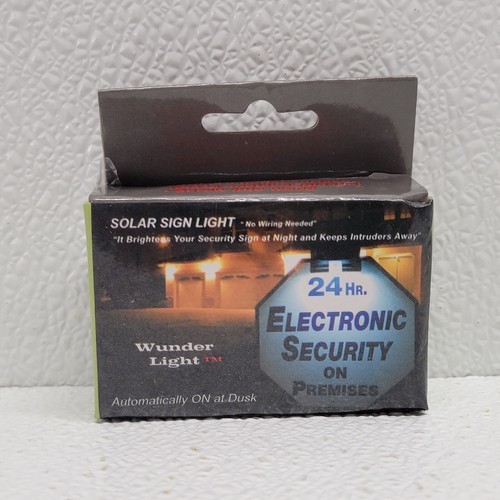 SOLAR SIGN LIGHT "No Wiring Needed"
"It Brightens Your Security Sign at Night and Keeps Intruders Away"
24 HR.
ELECTRONIC
SECURITY
ON
PREMISES
Wunder
Light™
Automatically ON at Dusk